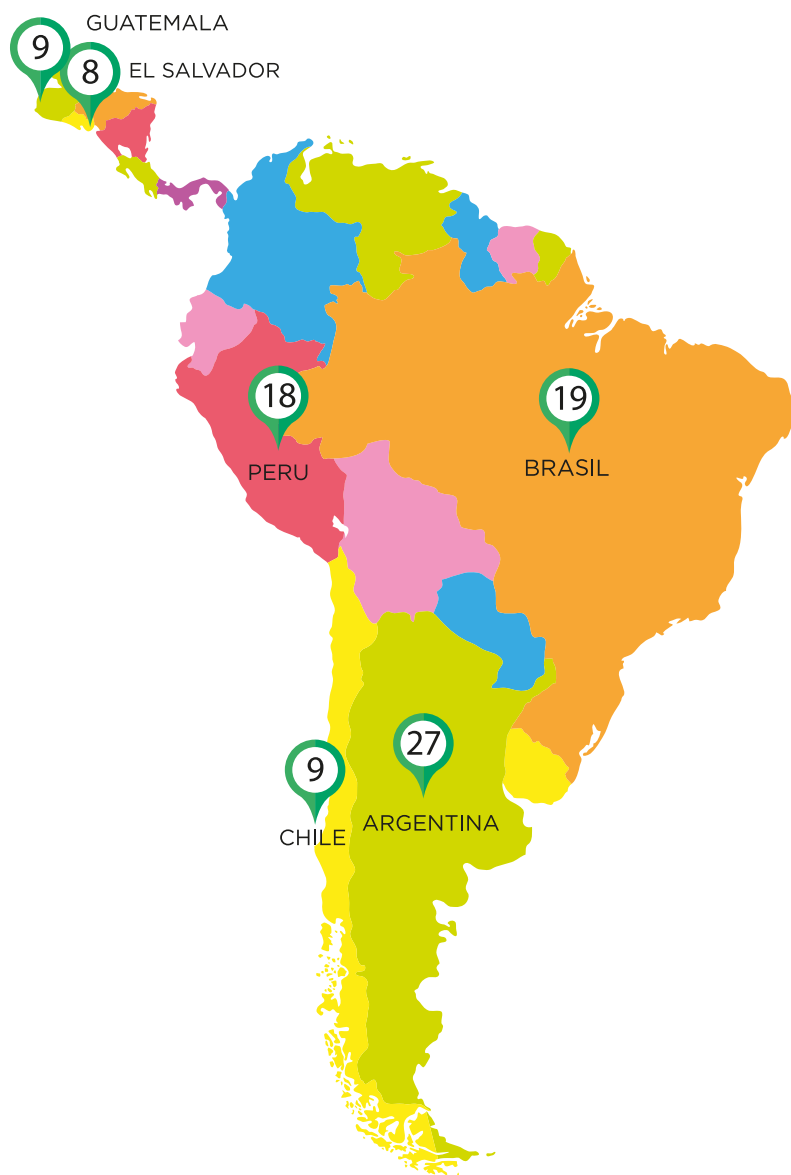 GUATEMALA
9
8
EL SALVADOR
18
PERU
19
BRASIL
27
ARGENTINA
9
CHILE